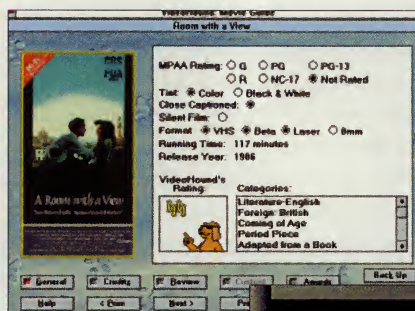 VideoHound Movie Guide
Room with a View
MPAA Rating: G PG PG-13
R NC-17 Not Rated
Tint: Color Black & White
Close Captioned:
Silent Film:
Format VHS Beta Laser 8mm
Running Time: 117 minutes
Release Year: 1986
VideoHound's
Rating:
Categories:
Literature-English
Foreign: British
Coming of Age
Period Piece
Adapted from a Book
A Room with a View
General Credits Review Awards Back Up
Help < Prev Next >